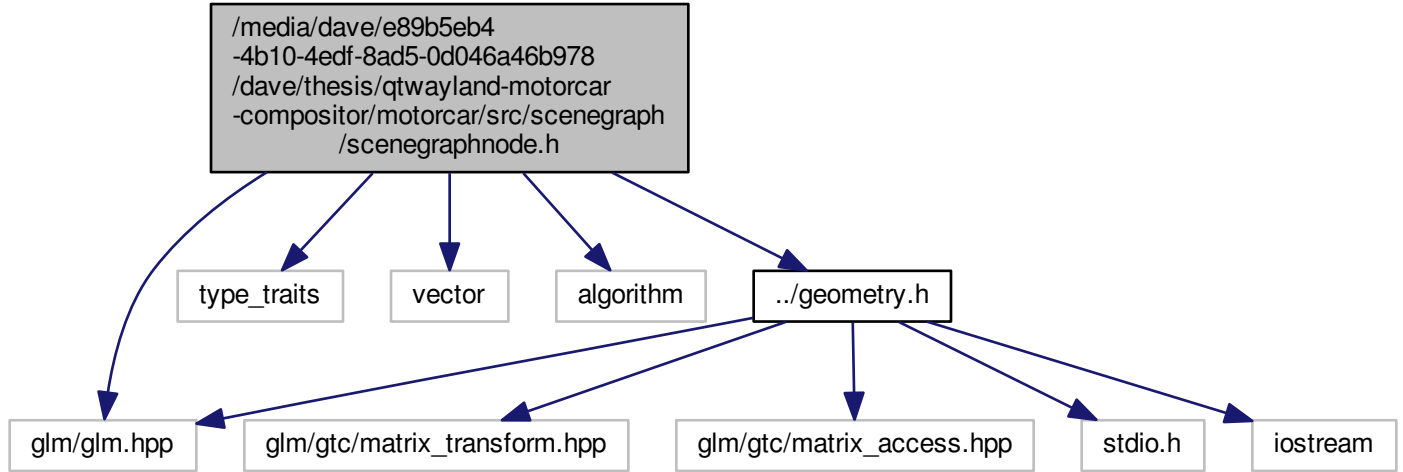 /media/dave/e89b5eb4
-4b10-4edf-8ad5-0d046a46b978
/dave/thesis/qtwayland-motorcar
-compositor/motorcar/src/scenegraph
/scenegraphnode.h
type_traits
vector
algorithm
../geometry.h
glm/glm.hpp
glm/gtc/matrix_transform.hpp
glm/gtc/matrix_access.hpp
stdio.h
iostream